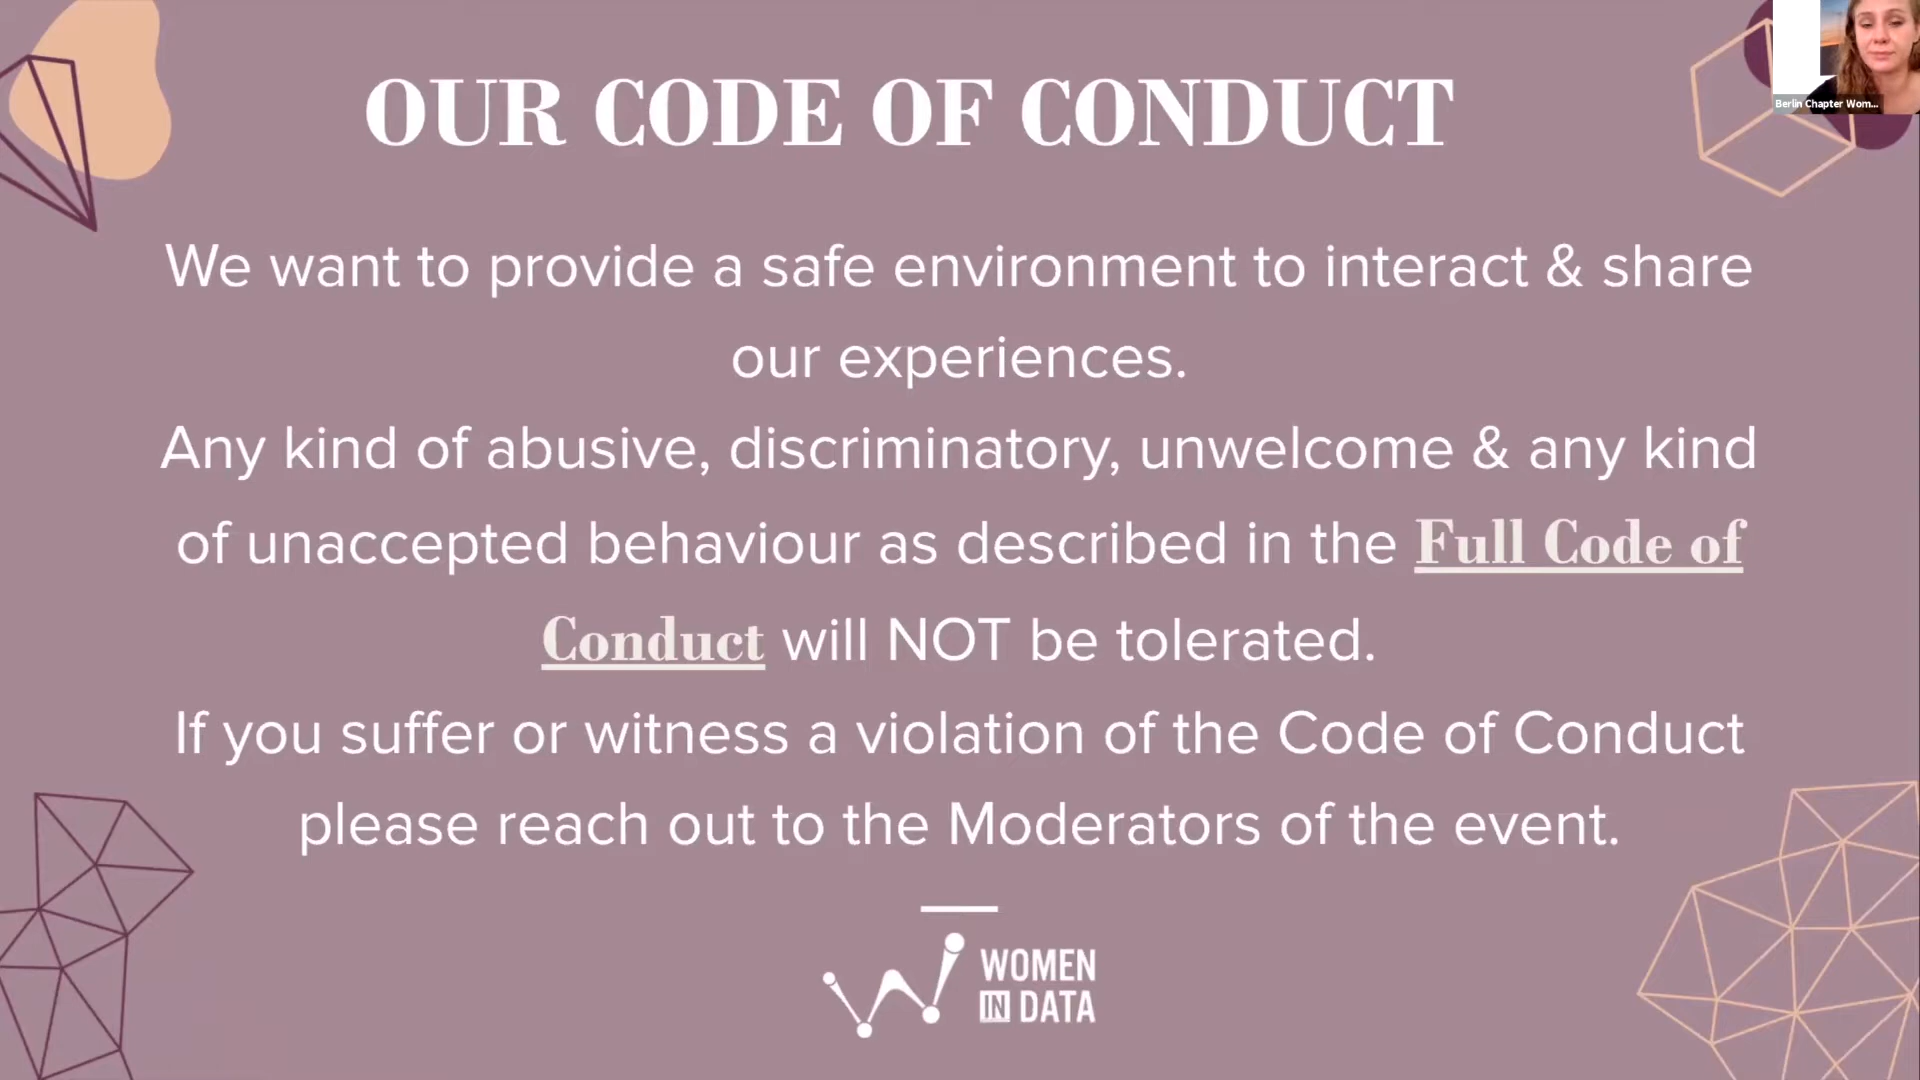 OUR CODE OF CONDUCT
Berlin Chapter Wom...
We want to provide a safe environment to interact & share
our experiences.
Any kind of abusive, discriminatory, unwelcome & any kind
of unaccepted behaviour as described in the Full Code of
Conduct will NOT be tolerated.
If you suffer or witness a violation of the Code of Conduct
please reach out to the Moderators of the event.
WOMEN
IN DATA